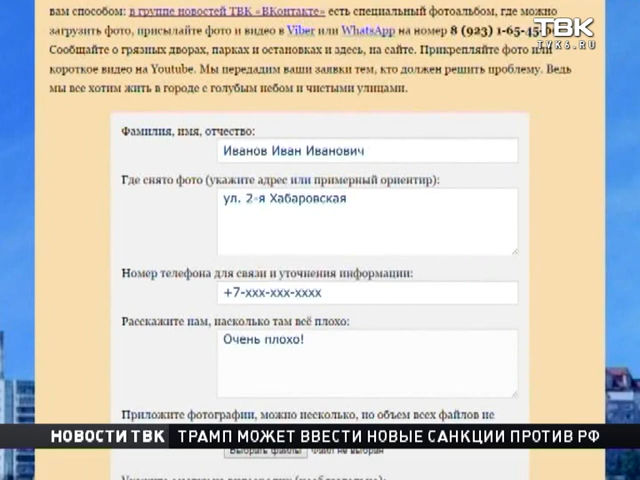 вам способом: в группе новостей ТВК «ВКонтакте» есть специальный фотоальбом, где можно
загрузить фото, присылайте фото и видео в Viber или WhatsApp на номер 8 (923) 1-65-45-
ТВК
TVK6.RU
Сообщайте о грязных дворах, парках и остановках и здесь, на сайте. Прикрепляйте фото или
короткое видео на Youtube. Мы передадим ваши заявки тем, кто должен решить проблему. Ведь
мы все хотим жить в городе с голубым небом и чистыми улицами.
Фамилия, имя, отчество:
Иванов Иван Иванович
Где снято фото (укажите адрес или примерный ориентир):
ул. 2-я Хабаровская
Номер телефона для связи и уточнения информации:
+7-xxx-xxx-xxxx
Расскажите нам, насколько там всё плохо:
Очень плохо!
Приложите фотографии, можно несколько, но объем всех файлов не
НОВОСТИ ТВК ТРАМП МОЖЕТ ВВЕСТИ НОВЫЕ САНКЦИИ ПРОТИВ РФ
Выбрать файлы Файл не выбран